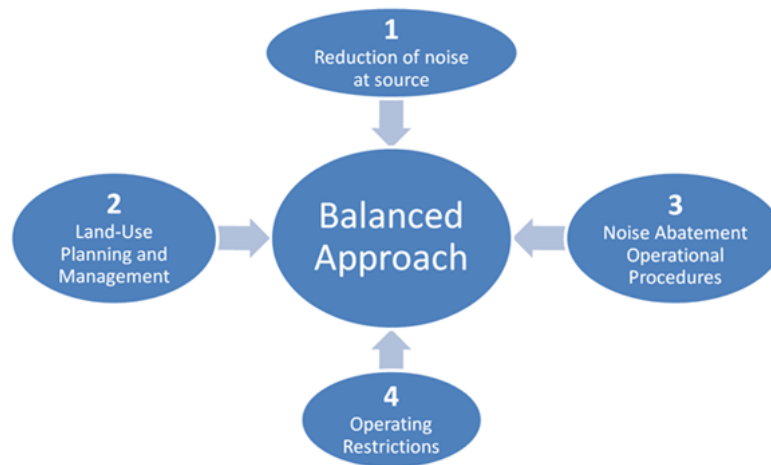 1
Reduction of noise
at source
2
Land-Use
Planning and
Management
Balanced
Approach
3
Noise Abatement
Operational
Procedures
4
Operating
Restrictions